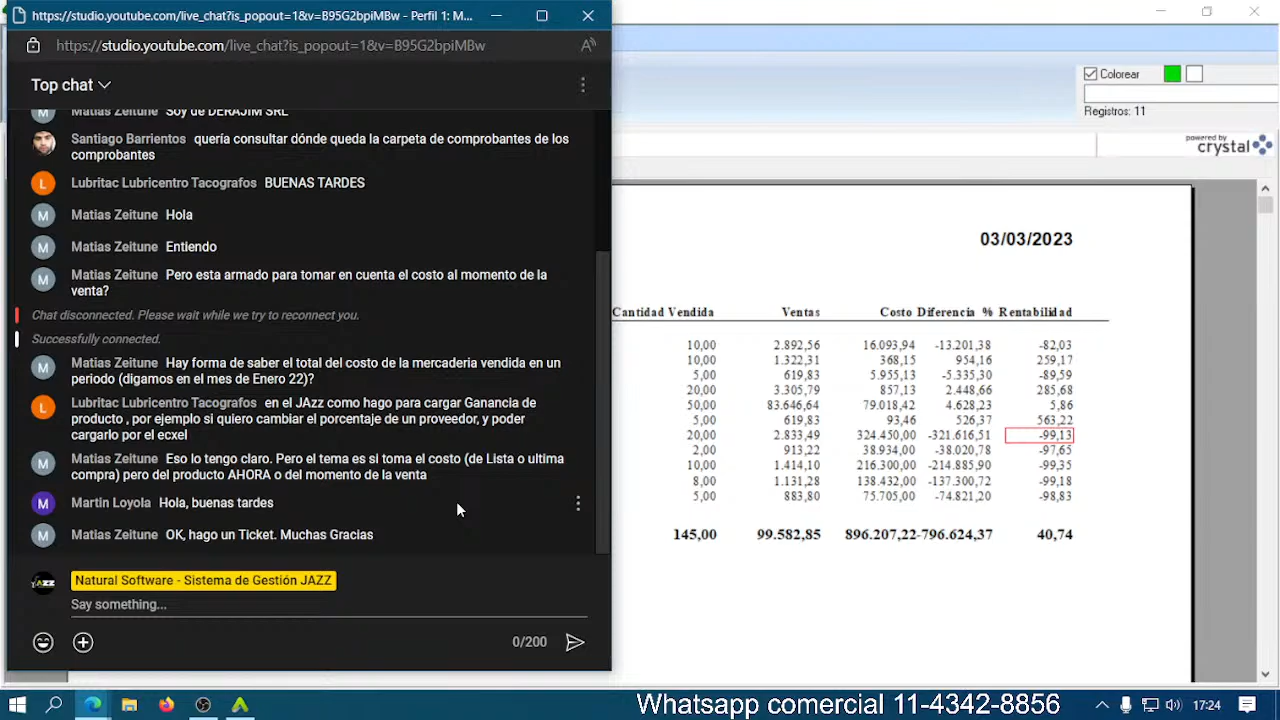 https://studio.youtube.com/live_chat?is_popout=1&v=B95G2bpiMBw - Perfil 1: M...
https://studio.youtube.com/live_chat?is_popout=1&v=B95G2bpiMBw
Top chat
M Matias Zeitune Soy de DERAJIM SRL
Santiago Barrientos quería consultar dónde queda la carpeta de comprobantes de los
comprobantes
L Lubritac Lubricentro Tacografos BUENAS TARDES
M Matias Zeitune Hola
M Matias Zeitune Entiendo
M Matias Zeitune Pero esta armado para tomar en cuenta el costo al momento de la
venta?
Chat disconnected. Please wait while we try to reconnect you.
Successfully connected.
M Matias Zeitune Hay forma de saber el total del costo de la mercaderia vendida en un
periodo (digamos en el mes de Enero 22)?
L Lubritac Lubricentro Tacografos en el JAzz como hago para cargar Ganancia de
producto , por ejemplo si quiero cambiar el porcentaje de un proveedor, y poder
cargarlo por el ecxel
M Matias Zeitune Eso lo tengo claro. Pero el tema es si toma el costo (de Lista o ultima
compra) pero del producto AHORA o del momento de la venta
M Martin Loyola Hola, buenas tardes
M Matias Zeitune OK, hago un Ticket. Muchas Gracias
JAZZ Natural Software - Sistema de Gestión JAZZ
Say something...
0/200
Colorear
Registros: 11
powered by
crystal
03/03/2023
Cantidad Vendida Ventas Costo Diferencia % Rentabilidad
10,00 2.892,56 16.093,94 -13.201,38 -82,03
10,00 1.322,31 368,15 954,16 259,17
5,00 619,83 5.955,13 -5.335,30 -89,59
20,00 3.305,79 857,13 2.448,66 285,68
50,00 83.646,64 79.018,42 4.628,23 5,86
5,00 619,83 93,46 526,37 563,22
20,00 2.833,49 324.450,00 -321.616,51 -99,13
2,00 913,22 38.934,00 -38.020,78 -97,65
10,00 1.414,10 216.300,00 -214.885,90 -99,35
8,00 1.131,28 138.432,00 -137.300,72 -99,18
5,00 883,80 75.705,00 -74.821,20 -98,83
145,00 99.582,85 896.207,22 -796.624,37 40,74
Whatsapp comercial 11-4342-8856
17:24